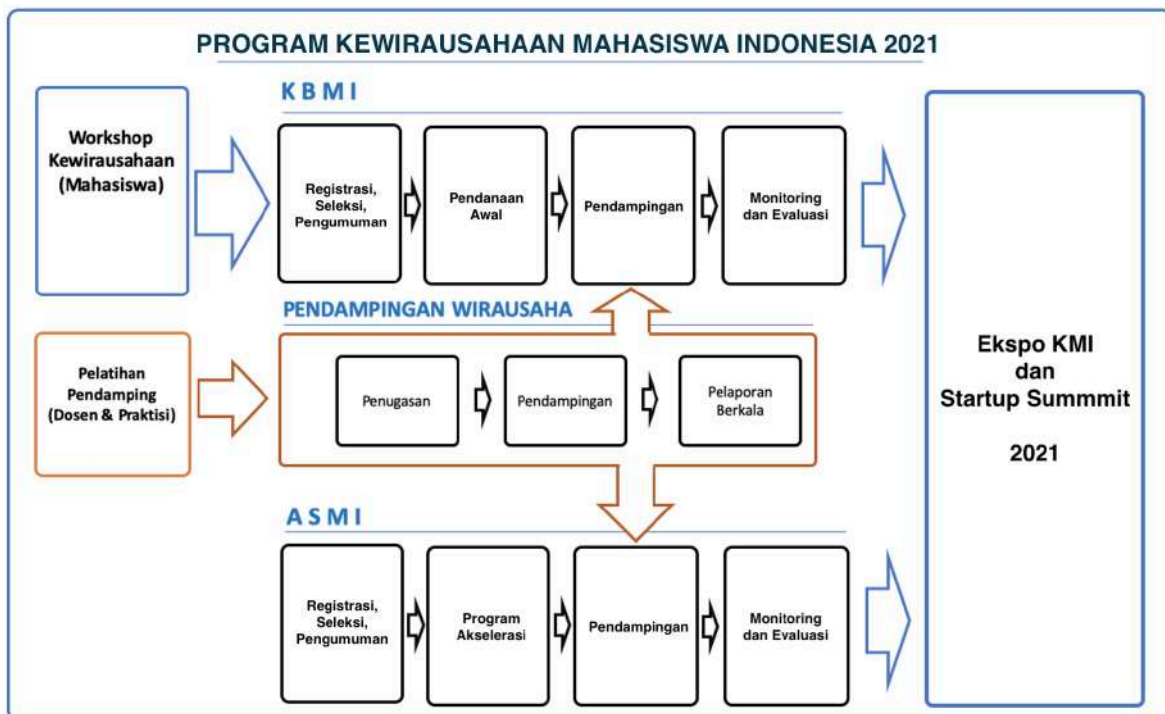 PROGRAM KEWIRAUSAHAAN MAHASISWA INDONESIA 2021
Workshop
Kewirausahaan
(Mahasiswa)
K B M I
Registrasi,
Seleksi,
Pengumuman
Pendanaan
Awal
Pendampingan
Monitoring
dan Evaluasi
Pelatihan
Pendamping
(Dosen & Praktisi)
PENDAMPINGAN WIRAUSAHA
Penugasan
Pendampingan
Pelaporan
Berkala
A S M I
Registrasi,
Seleksi,
Pengumuman
Program
Akselerasi
Pendampingan
Monitoring
dan Evaluasi
Ekspo KMI
dan
Startup Summmit
2021